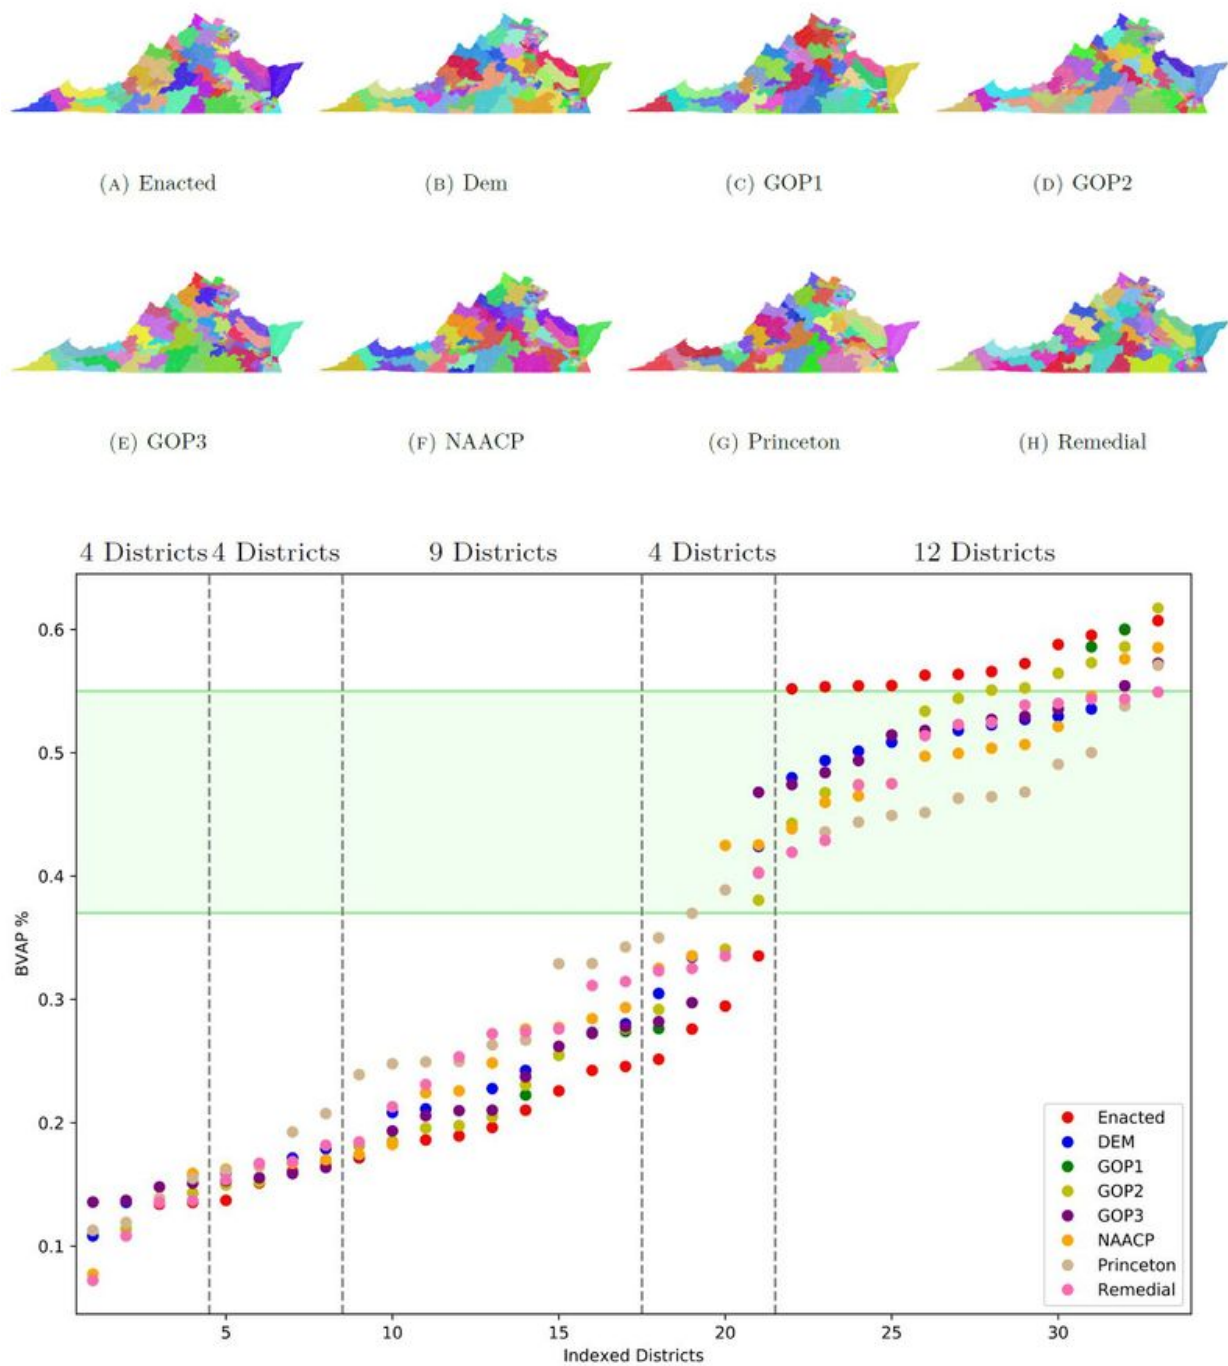 (A) Enacted
(B) Dem
(C) GOP1
(D) GOP2
(E) GOP3
(F) NAACP
(G) Princeton
(H) Remedial
4 Districts 4 Districts 9 Districts 4 Districts 12 Districts
0.6
0.5
0.4
0.3
0.2
0.1
BVAP %
Enacted
DEM
GOP1
GOP2
GOP3
NAACP
Princeton
Remedial
5 10 15 20 25 30
Indexed Districts